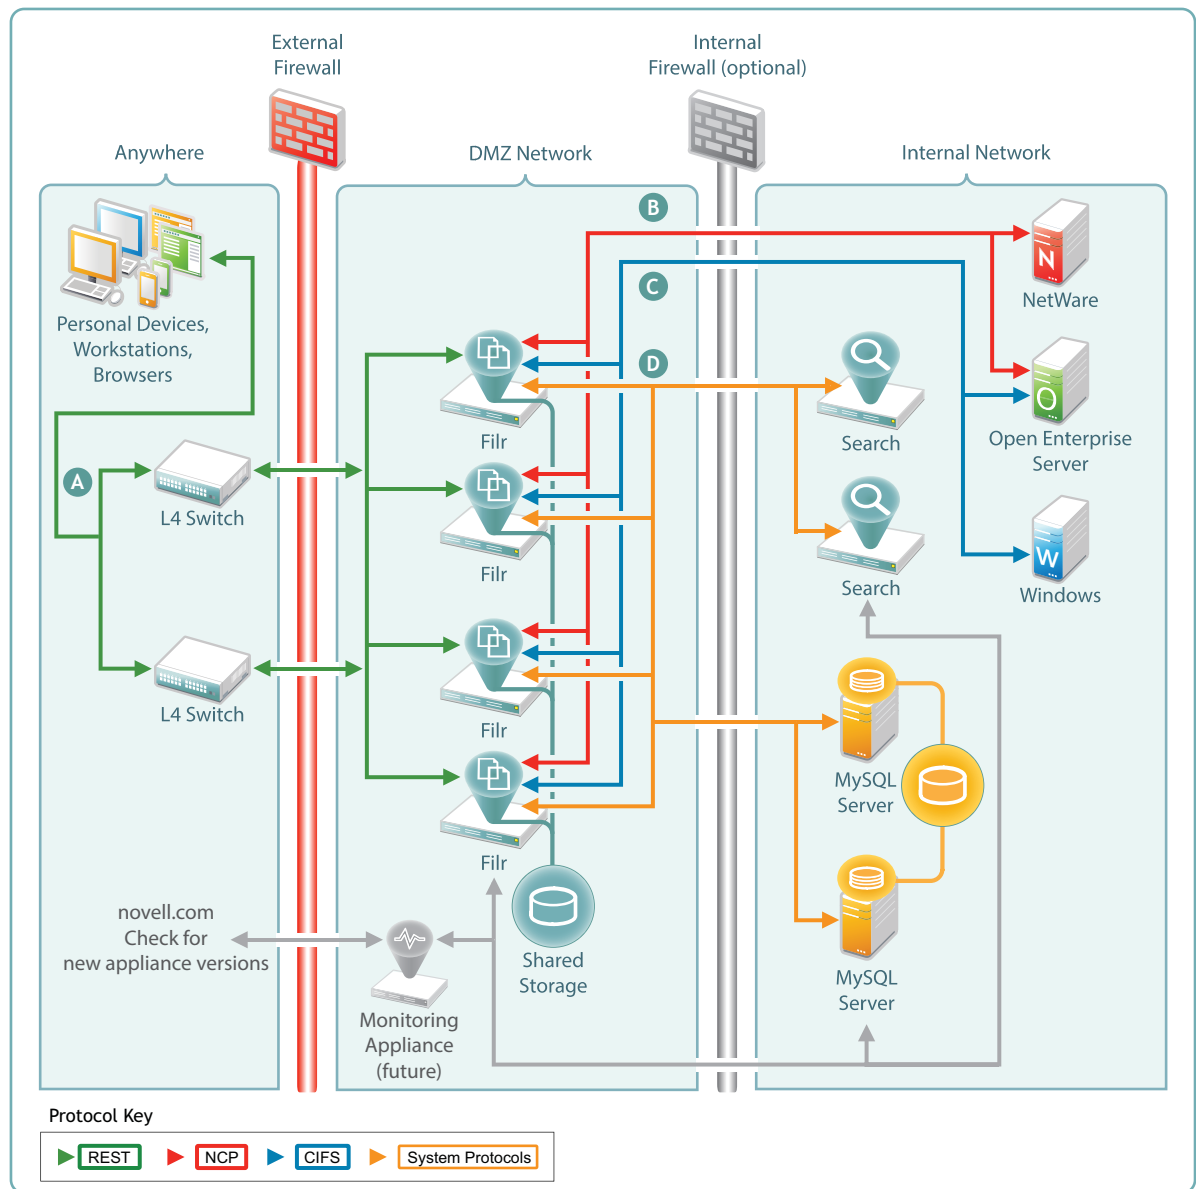 External
Firewall
Internal
Firewall (optional)
Anywhere
DMZ Network
Internal Network
B
N
NetWare
C
Personal Devices,
Workstations,
Browsers
D
O
Open Enterprise
Server
Filr
Search
A
L4 Switch
Filr
Search
W
Windows
L4 Switch
Filr
MySQL
Server
Filr
novell.com
Check for
new appliance versions
Shared
Storage
MySQL
Server
Monitoring
Appliance
(future)
Protocol Key
REST
NCP
CIFS
System Protocols